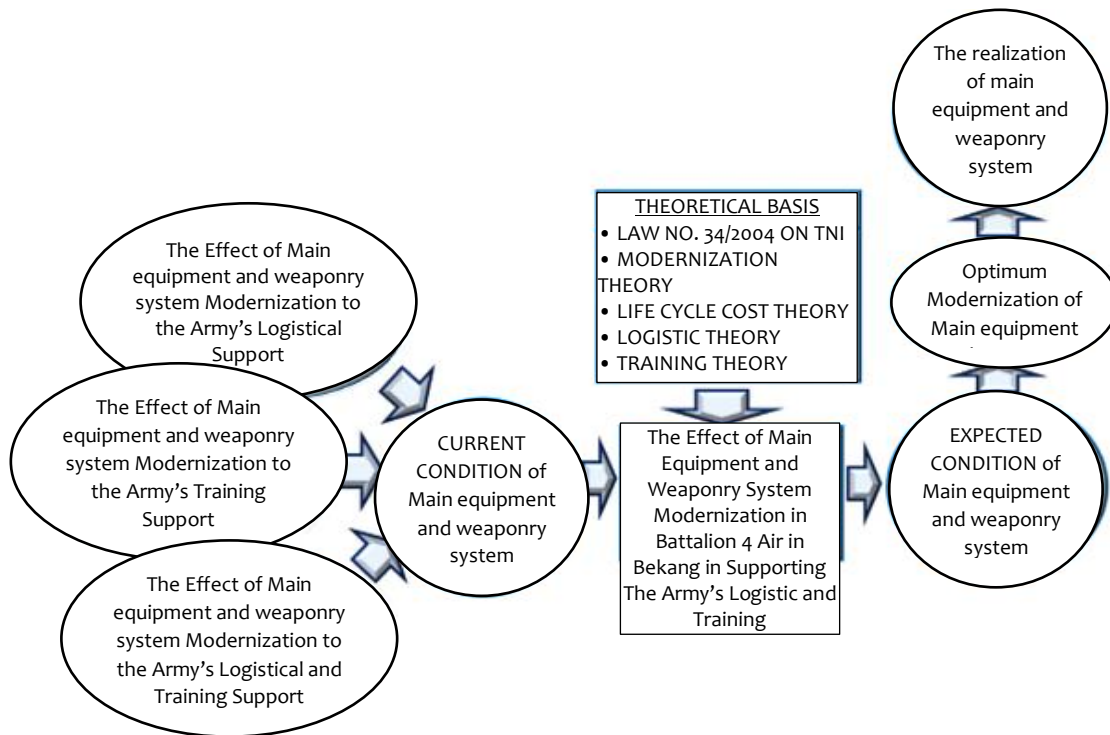 The Effect of Main
equipment and weaponry
system Modernization to
the Army’s Logistical
Support
The Effect of Main
equipment and weaponry
system Modernization to
the Army’s Training
Support
The Effect of Main
equipment and weaponry
system Modernization to
the Army’s Logistical and
Training Support
CURRENT
CONDITION of
Main equipment
and weaponry
system
THEORETICAL BASIS
• LAW NO. 34/2004 ON TNI
• MODERNIZATION
THEORY
• LIFE CYCLE COST THEORY
• LOGISTIC THEORY
• TRAINING THEORY
The Effect of Main
Equipment and
Weaponry System
Modernization in
Battalion 4 Air in
Bekang in Supporting
The Army’s Logistic and
Training
EXPECTED
CONDITION of
Main equipment
and weaponry
system
Optimum
Modernization of
Main equipment
The realization
of main
equipment and
weaponry
system